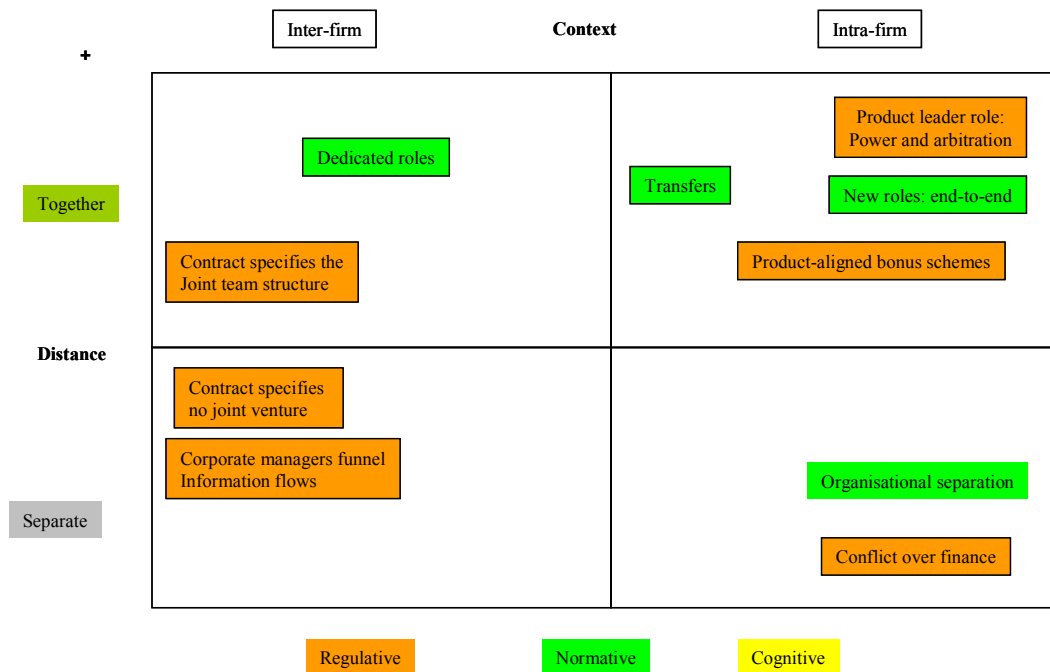 Inter-firm
Context
Intra-firm
+
Product leader role:
Power and arbitration
Dedicated roles
Transfers
New roles: end-to-end
Together
Contract specifies the
Joint team structure
Product-aligned bonus schemes
Distance
Contract specifies
no joint venture
Corporate managers funnel
Information flows
Organisational separation
Separate
Conflict over finance
Regulative
Normative
Cognitive